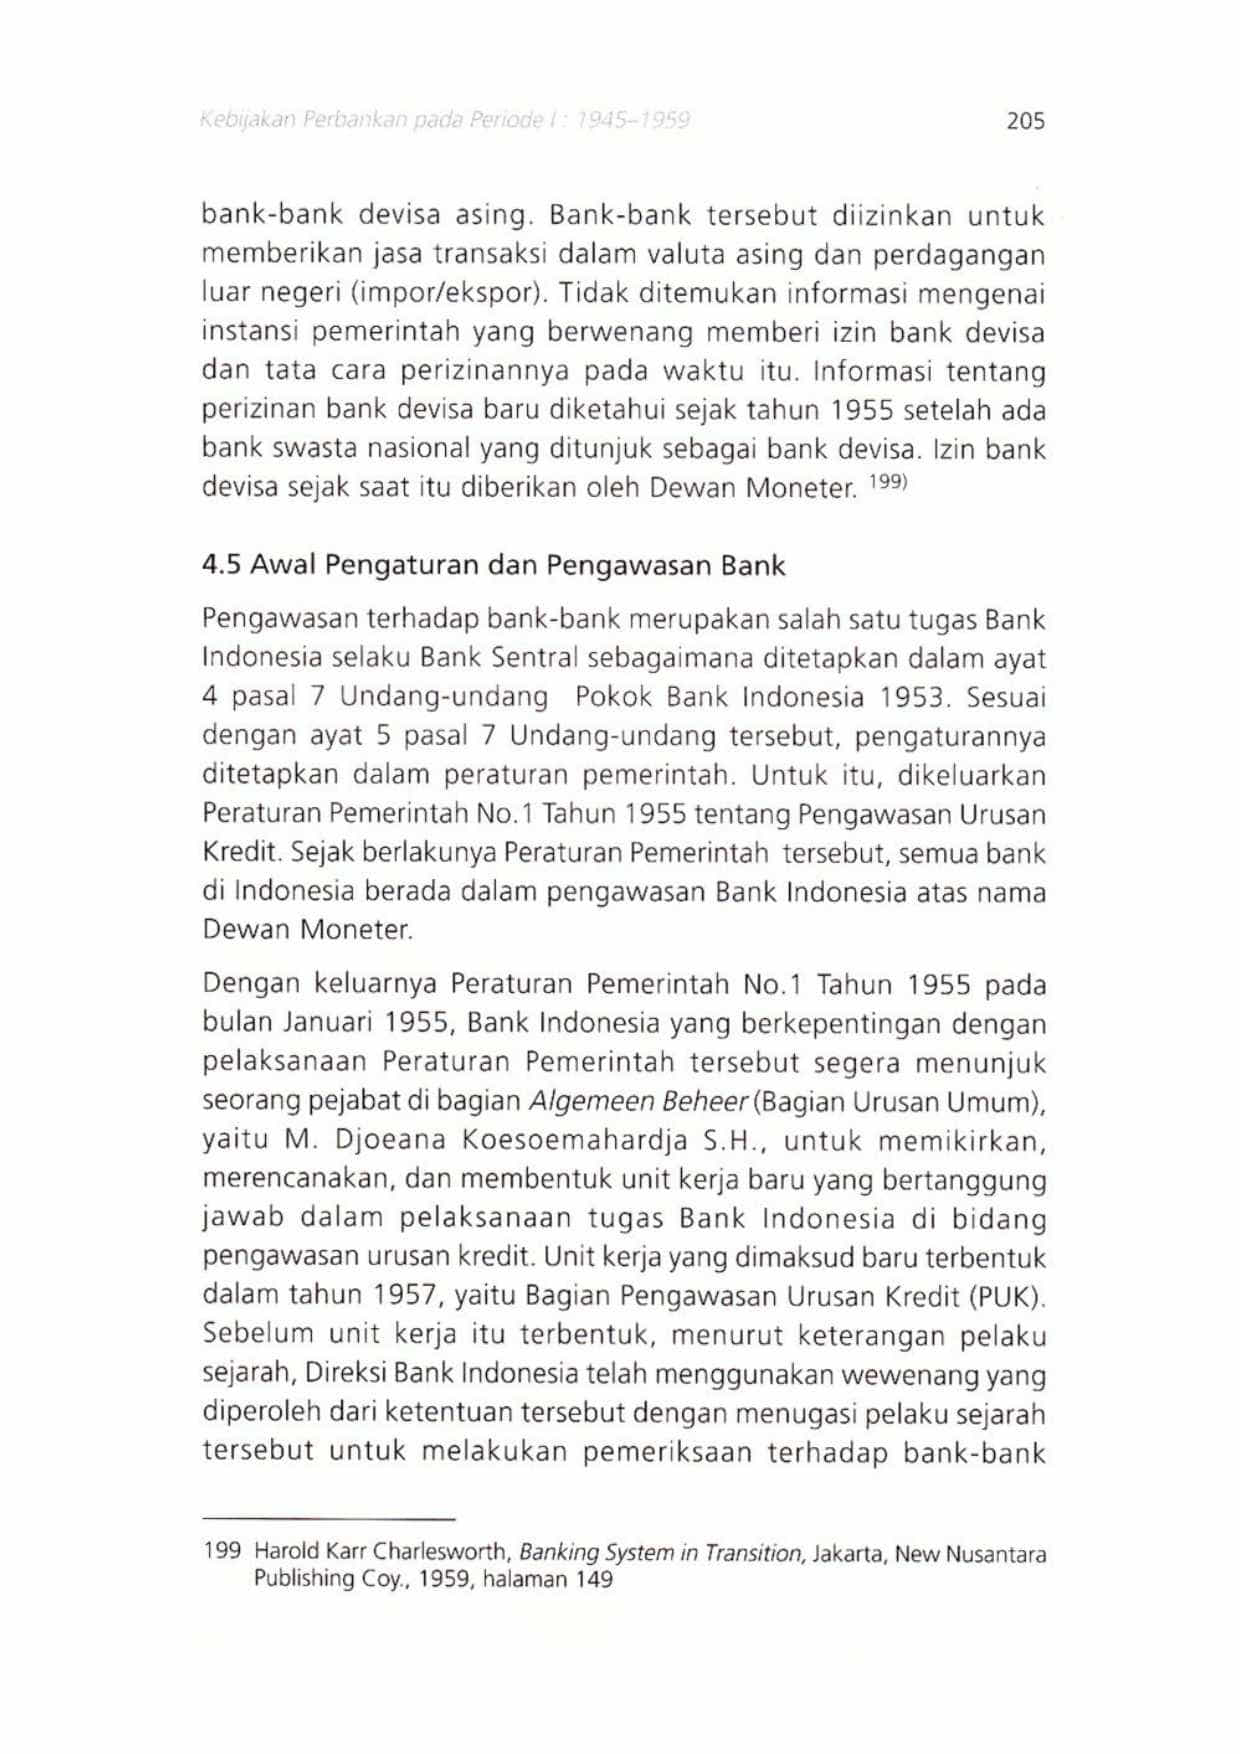 Kebijakan Perbankan pada Periode I : 1945–1959 205
bank-bank devisa asing. Bank-bank tersebut diizinkan untuk
memberikan jasa transaksi dalam valuta asing dan perdagangan
luar negeri (impor/ekspor). Tidak ditemukan informasi mengenai
instansi pemerintah yang berwenang memberi izin bank devisa
dan tata cara perizinannya pada waktu itu. Informasi tentang
perizinan bank devisa baru diketahui sejak tahun 1955 setelah ada
bank swasta nasional yang ditunjuk sebagai bank devisa. Izin bank
devisa sejak saat itu diberikan oleh Dewan Moneter. 199)
4.5 Awal Pengaturan dan Pengawasan Bank
Pengawasan terhadap bank-bank merupakan salah satu tugas Bank
Indonesia selaku Bank Sentral sebagaimana ditetapkan dalam ayat
4 pasal 7 Undang-undang Pokok Bank Indonesia 1953. Sesuai
dengan ayat 5 pasal 7 Undang-undang tersebut, pengaturannya
ditetapkan dalam peraturan pemerintah. Untuk itu, dikeluarkan
Peraturan Pemerintah No.1 Tahun 1955 tentang Pengawasan Urusan
Kredit. Sejak berlakunya Peraturan Pemerintah tersebut, semua bank
di Indonesia berada dalam pengawasan Bank Indonesia atas nama
Dewan Moneter.
Dengan keluarnya Peraturan Pemerintah No.1 Tahun 1955 pada
bulan Januari 1955, Bank Indonesia yang berkepentingan dengan
pelaksanaan Peraturan Pemerintah tersebut segera menunjuk
seorang pejabat di bagian Algemeen Beheer (Bagian Urusan Umum),
yaitu M. Djoeana Koesoemahardja S.H., untuk memikirkan,
merencanakan, dan membentuk unit kerja baru yang bertanggung
jawab dalam pelaksanaan tugas Bank Indonesia di bidang
pengawasan urusan kredit. Unit kerja yang dimaksud baru terbentuk
dalam tahun 1957, yaitu Bagian Pengawasan Urusan Kredit (PUK).
Sebelum unit kerja itu terbentuk, menurut keterangan pelaku
sejarah, Direksi Bank Indonesia telah menggunakan wewenang yang
diperoleh dari ketentuan tersebut dengan menugasi pelaku sejarah
tersebut untuk melakukan pemeriksaan terhadap bank-bank
199 Harold Karr Charlesworth, Banking System in Transition, Jakarta, New Nusantara
Publishing Coy., 1959, halaman 149